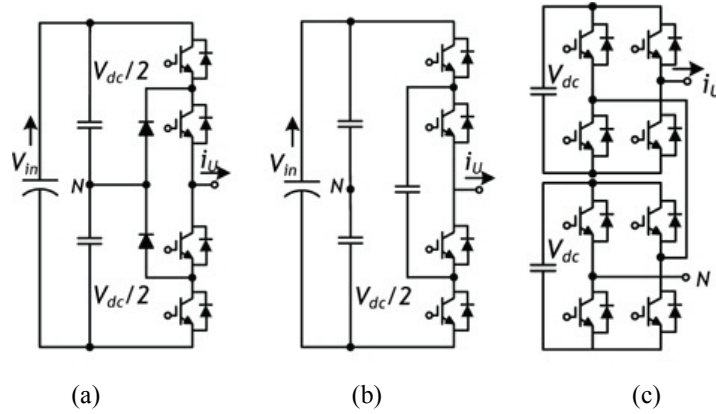 V_dc/2
V_in
N
i_U
V_dc/2
(a)
V_in
N
i_U
V_dc/2
(b)
V_dc
i_U
V_dc
N
(c)